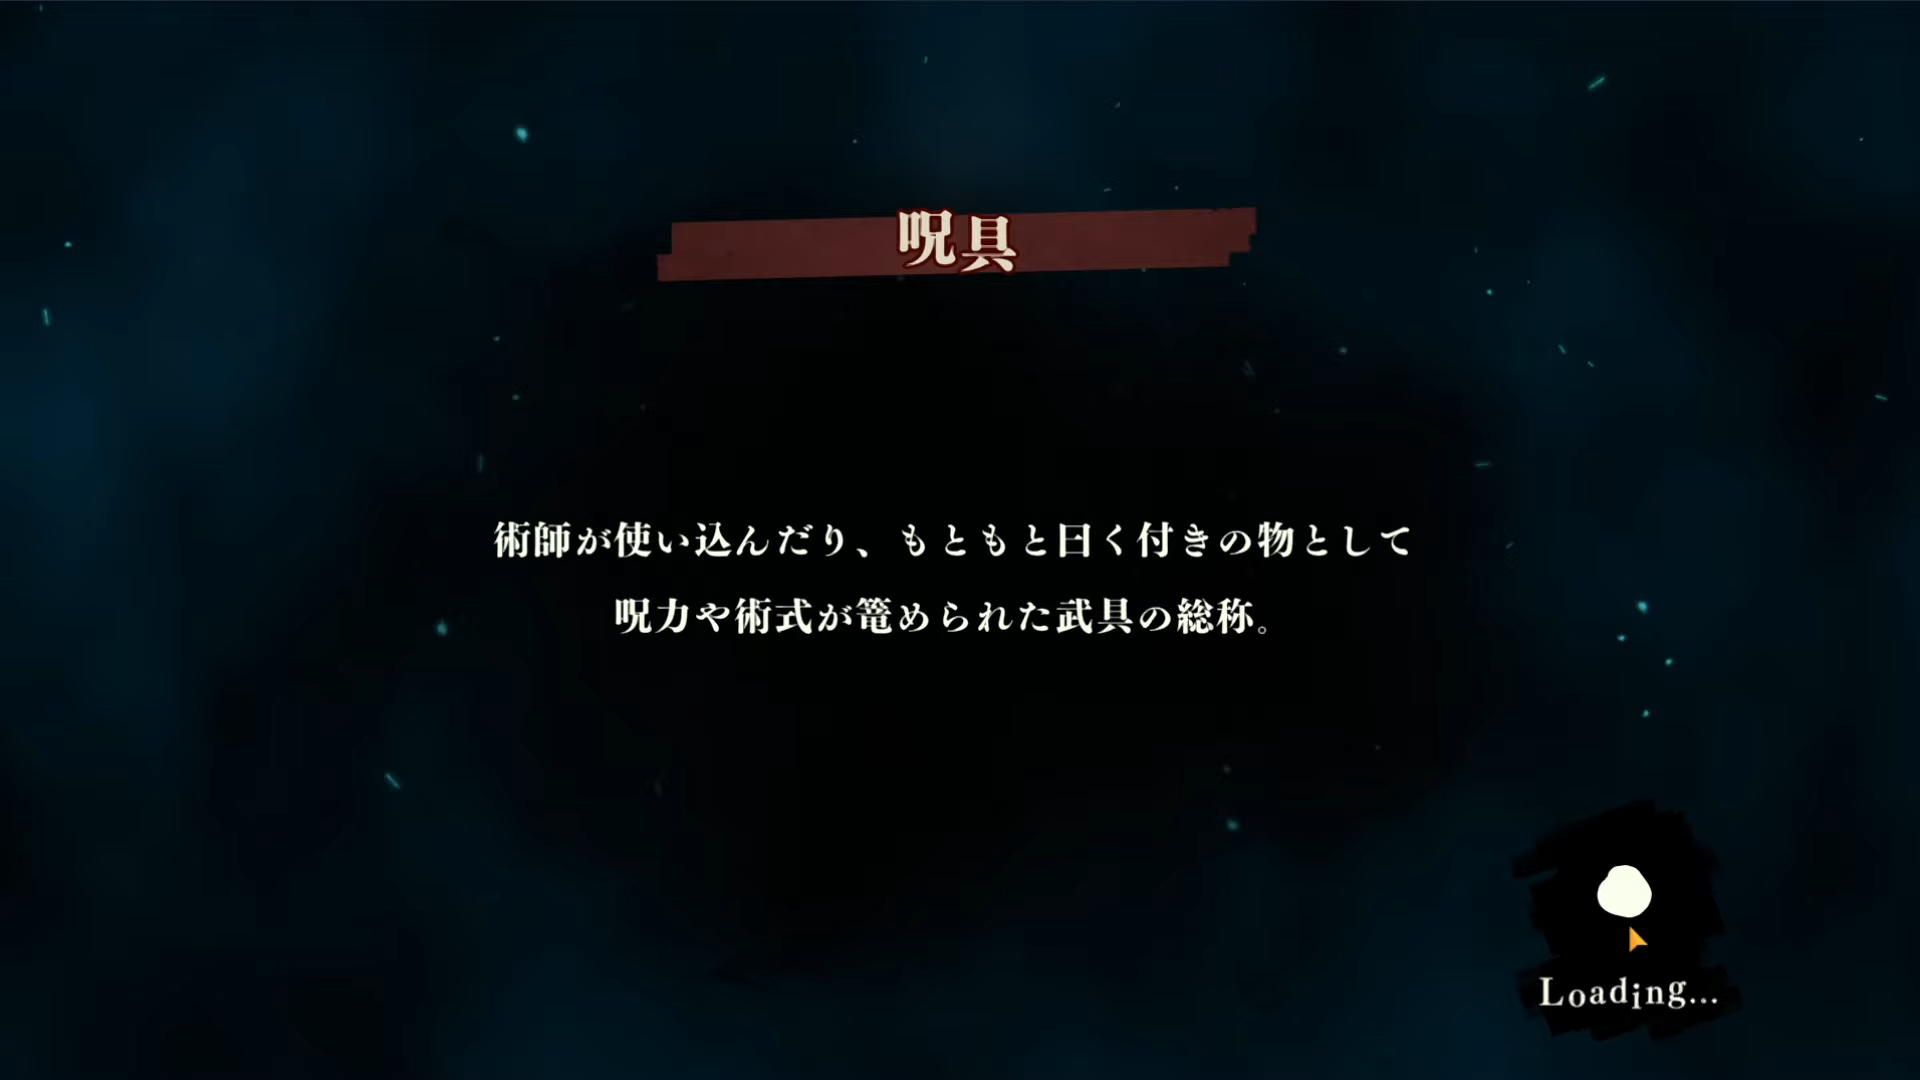 呪具
術師が使い込んだり、もともと曰く付きの物として
呪力や術式が篭められた武具の総称。
Loading...